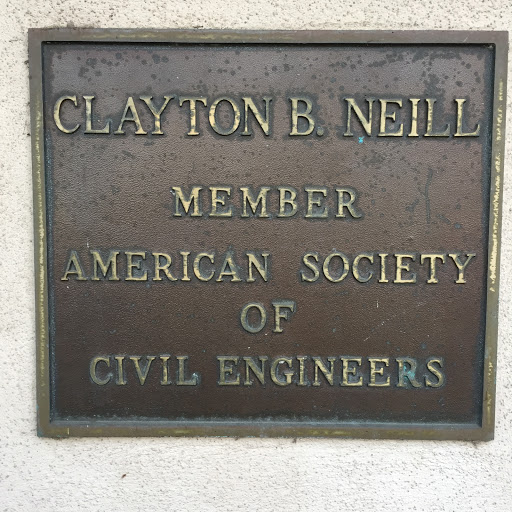 CLAYTON B. NEILL
MEMBER
AMERICAN SOCIETY
OF
CIVIL ENGINEERS